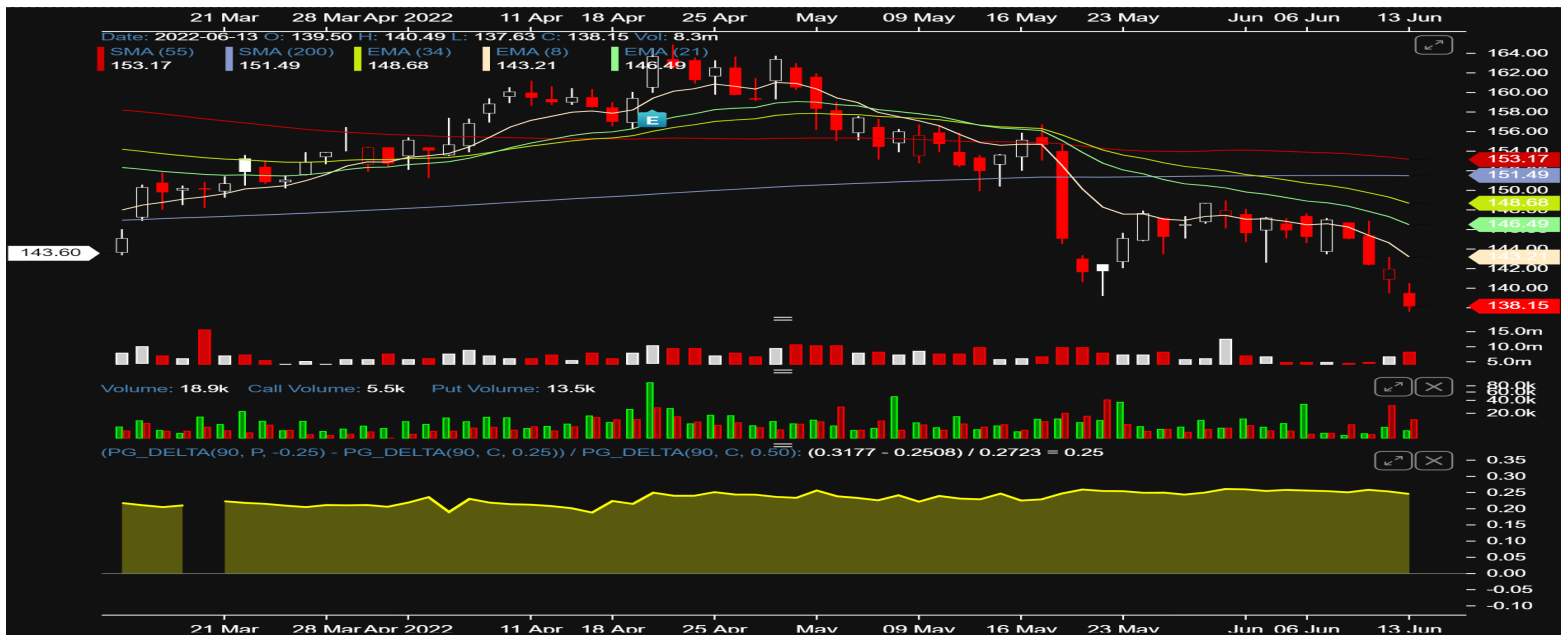 21 Mar 28 Mar Apr 2022 11 Apr 18 Apr 25 Apr May 09 May 16 May 23 May Jun 06 Jun 13 Jun
Date: 2022-06-13 O: 139.50 H: 140.49 L: 137.63 C: 138.15 Vol: 8.3m
SMA (55) SMA (200) EMA (34) EMA (8) EMA (21)
153.17 151.49 148.68 143.21 146.49
164.00
162.00
160.00
158.00
156.00
154.00
153.17
151.49
150.00
148.68
146.49
144.00
143.60
143.21
142.00
140.00
138.15
15.0m
10.0m
5.0m
Volume: 18.9k Call Volume: 5.5k Put Volume: 13.5k
80.0k
60.0k
40.0k
20.0k
E
(PG_DELTA(90, P, -0.25) - PG_DELTA(90, C, 0.25)) / PG_DELTA(90, C, 0.50): (0.3177 - 0.2508) / 0.2723 = 0.25
0.35
0.30
0.25
0.20
0.15
0.10
0.05
0.00
-0.05
-0.10
21 Mar 28 Mar Apr 2022 11 Apr 18 Apr 25 Apr May 09 May 16 May 23 May Jun 06 Jun 13 Jun